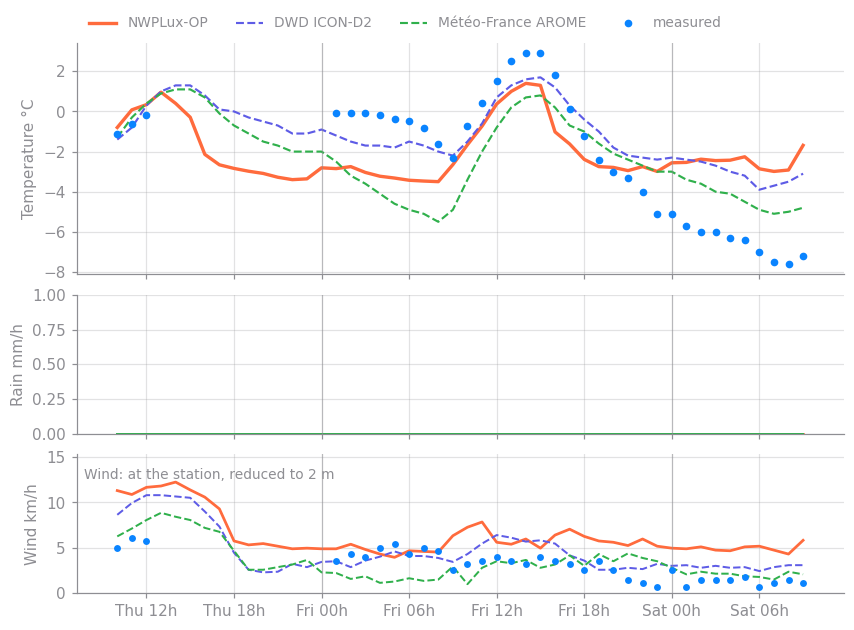 NWPLux-OP DWD ICON-D2 Météo-France AROME measured
Temperature °C
2
0
−2
−4
−6
−8
Rain mm/h
1.00
0.75
0.50
0.25
0.00
Wind km/h
15
10
5
0
Wind: at the station, reduced to 2 m
Thu 12h Thu 18h Fri 00h Fri 06h Fri 12h Fri 18h Sat 00h Sat 06h